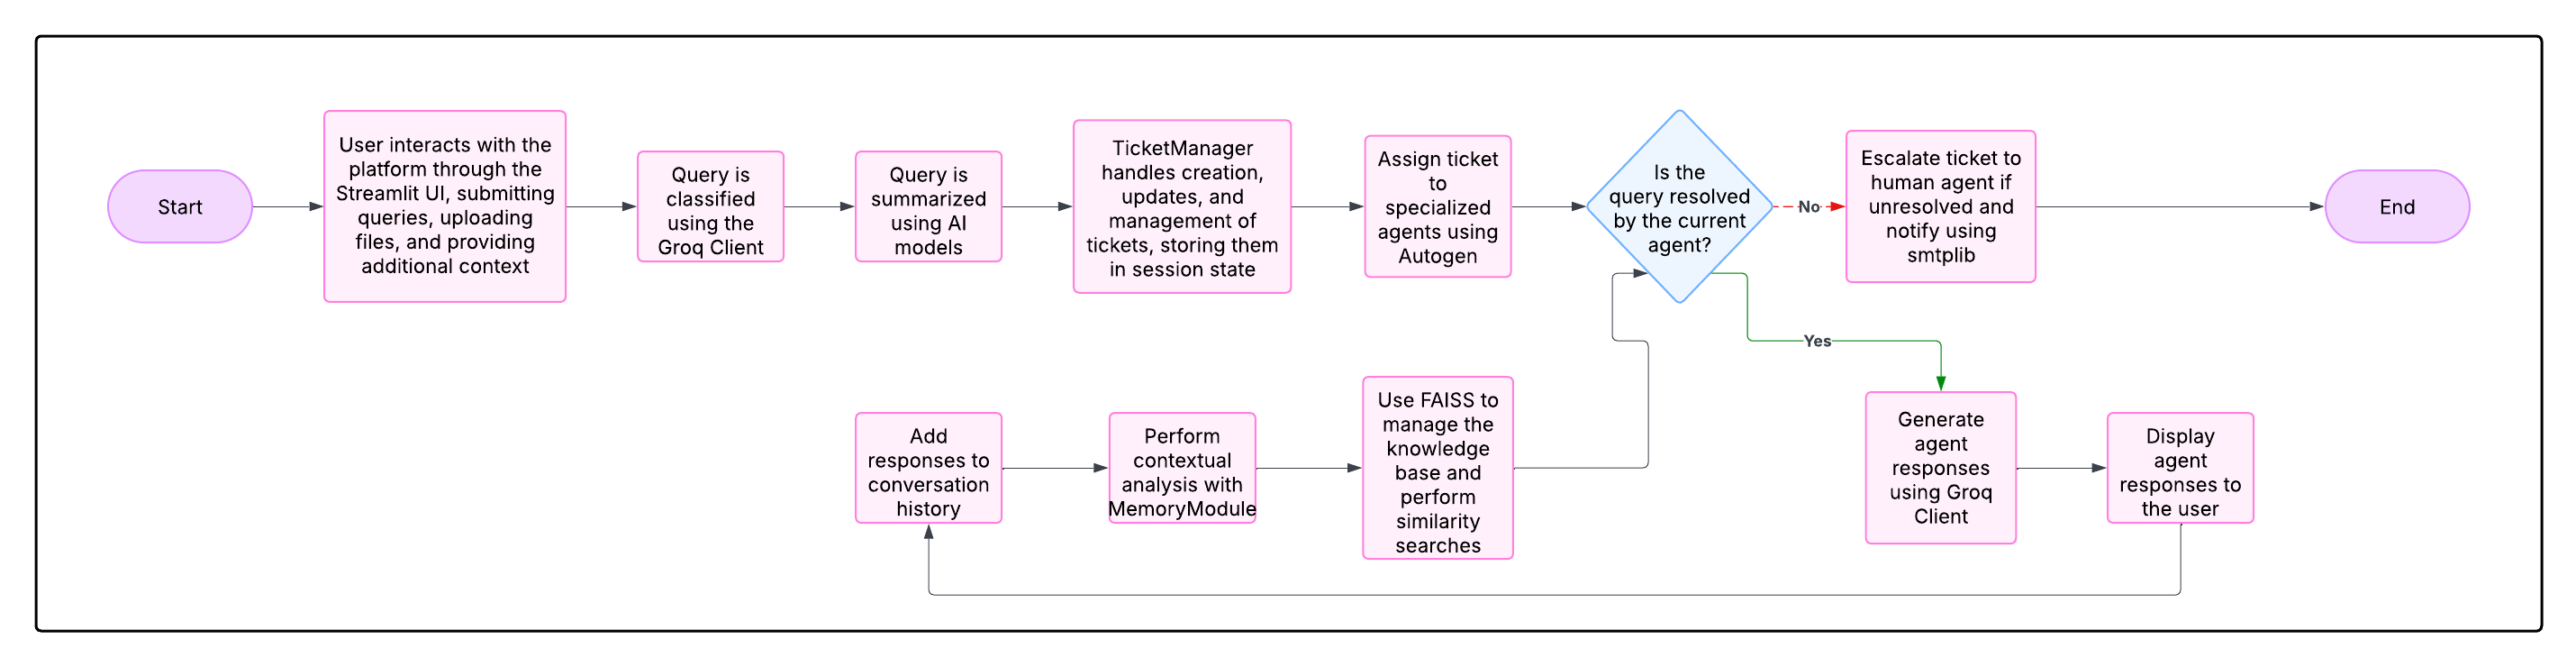 Start
User interacts with the
platform through the
Streamlit UI, submitting
queries, uploading
files, and providing
additional context
Query is
classified
using the
Groq Client
Query is
summarized
using AI
models
TicketManager
handles creation,
updates, and
management of
tickets, storing them
in session state
Assign ticket
to
specialized
agents using
Autogen
Is the
query resolved
by the current
agent?
No
Escalate ticket to
human agent if
unresolved and
notify using
smtplib
End
Yes
Add
responses to
conversation
history
Perform
contextual
analysis with
MemoryModule
Use FAISS to
manage the
knowledge
base and
perform
similarity
searches
Generate
agent
responses
using Groq
Client
Display
agent
responses to
the user